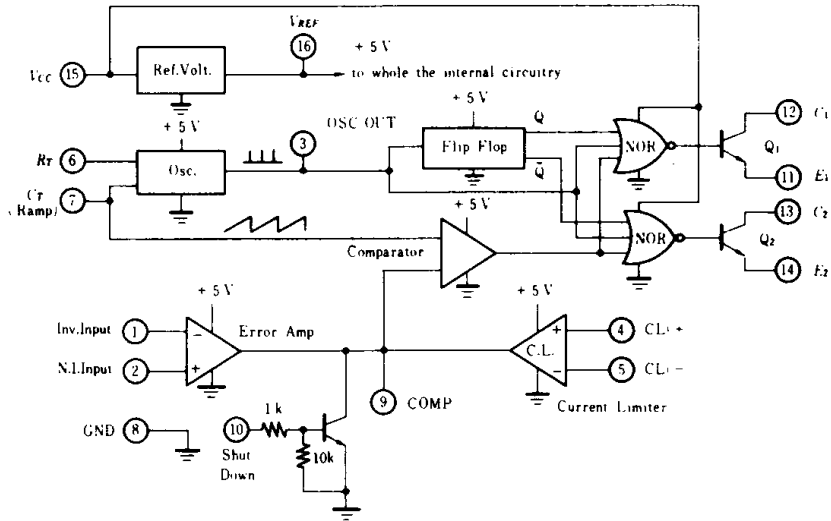 VREF
16
+ 5 V
VCC 15 Ref.Volt.
to whole the internal circuitry
+ 5 V
OSC OUT
3
+ 5 V
Q
12 C1
RT 6
Osc.
Flip Flop
NOR
Q1
Q̄
11 E1
CT 7
(Ramp)
+ 5 V
13 C2
Comparator
NOR
Q2
14 E2
+ 5 V
+ 5 V
Inv.Input 1 −
Error Amp
+ 4 CL(+
C.L.
N.I.Input 2 +
− 5 CL(−
9 COMP
Current Limiter
GND 8
10 1k
Shut
Down
10k